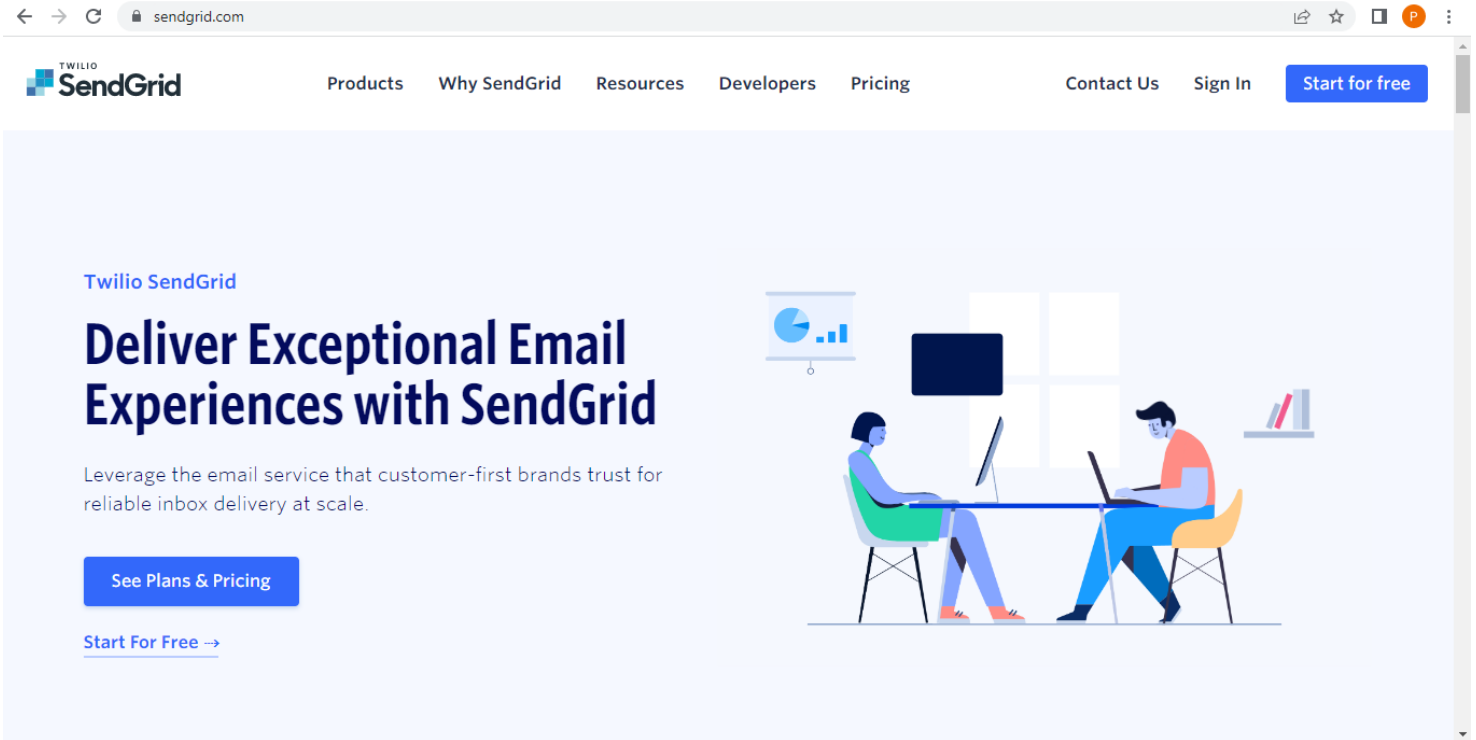 sendgrid.com
P
TWILIO
SendGrid
Products Why SendGrid Resources Developers Pricing Contact Us Sign In Start for free
Twilio SendGrid
Deliver Exceptional Email
Experiences with SendGrid
Leverage the email service that customer-first brands trust for
reliable inbox delivery at scale.
See Plans & Pricing
Start For Free →